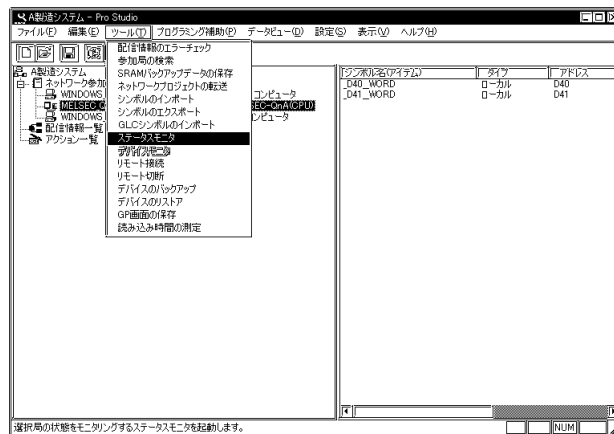 A製造システム - Pro Studio
ファイル(F) 編集(E) ツール(T) プログラミング補助(P) データビュー(D) 設定(S) 表示(V) ヘルプ(H)
配信情報のエラーチェック
参加局の検索
SRAMバックアップデータの保存
ネットワークプロジェクトの転送
シンボルのインポート
シンボルのエクスポート
GLCシンボルのインポート
ステータスモニタ
デバイスモニタ
リモート接続
リモート切断
デバイスのバックアップ
デバイスのリストア
GP画面の保存
読み込み時間の測定
A製造システム
ネットワーク参加
WINDOWS コンピュータ
MELSEC SEC-QnA(CPU)
WINDOWS コンピュータ
配信情報一覧
アクション一覧
シンボル名(アイテム) タイプ アドレス
_D40_WORD ローカル D40
_D41_WORD ローカル D41
選択局の状態をモニタリングするステータスモニタを起動します。 NUM